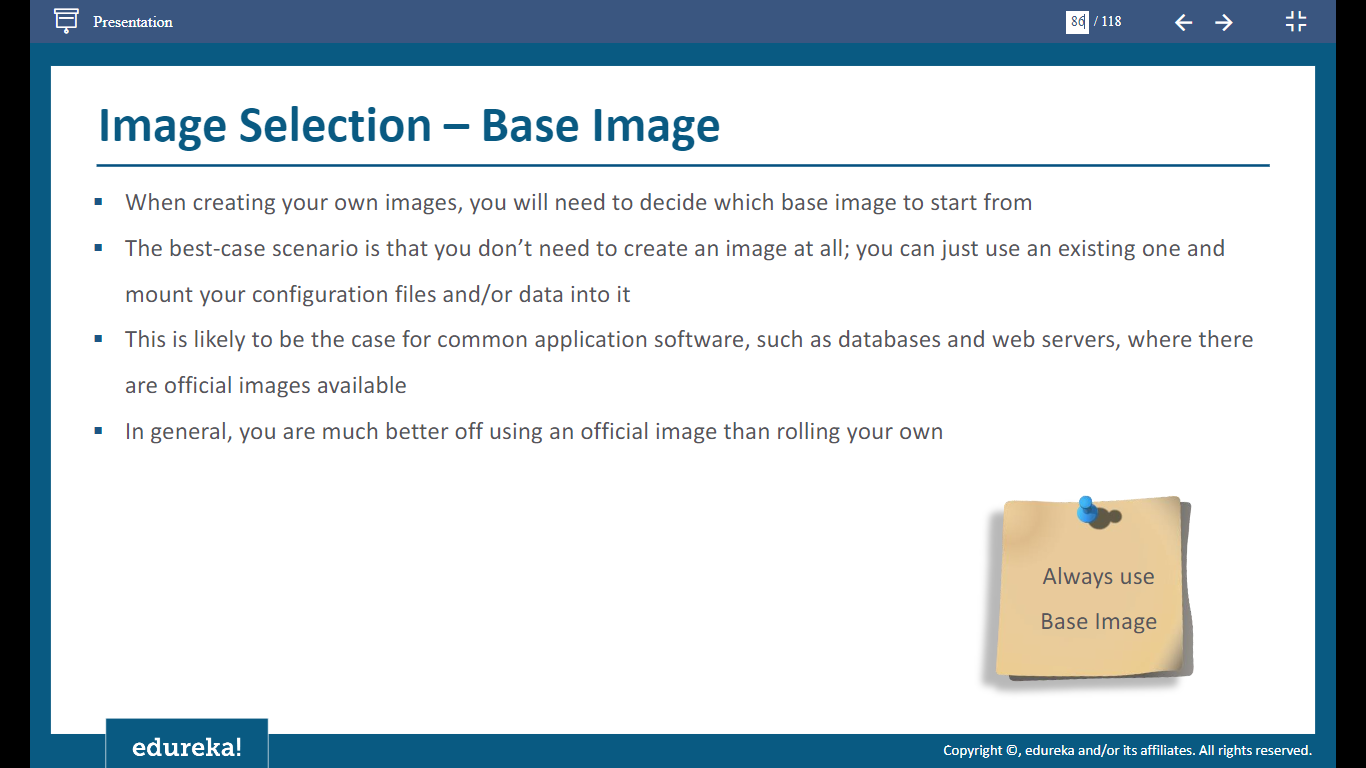 Presentation
86 / 118
Image Selection – Base Image
▪ When creating your own images, you will need to decide which base image to start from
▪ The best-case scenario is that you don’t need to create an image at all; you can just use an existing one and
mount your configuration files and/or data into it
▪ This is likely to be the case for common application software, such as databases and web servers, where there
are official images available
▪ In general, you are much better off using an official image than rolling your own
Always use
Base Image
edureka!
Copyright ©, edureka and/or its affiliates. All rights reserved.